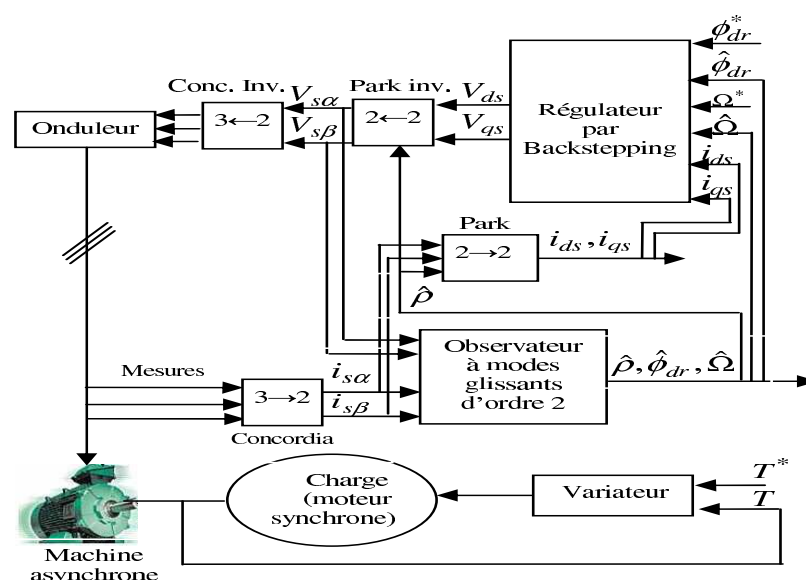 ϕ*dr
Conc. Inv.
Park inv.
ϕ̂dr
Vsα
Vds
Ω*
Onduleur
3←2
2←2
Régulateur
par
Backstepping
Vsβ
Vqs
Ω̂
ids
iqs
Park
2→2
ids , iqs
ρ̂
Observateur
à modes
glissants
d'ordre 2
ρ̂, ϕ̂dr , Ω̂
Mesures
isα
3→2
isβ
Concordia
Charge
(moteur
synchrone)
Variateur
T*
T
Machine
asynchrone